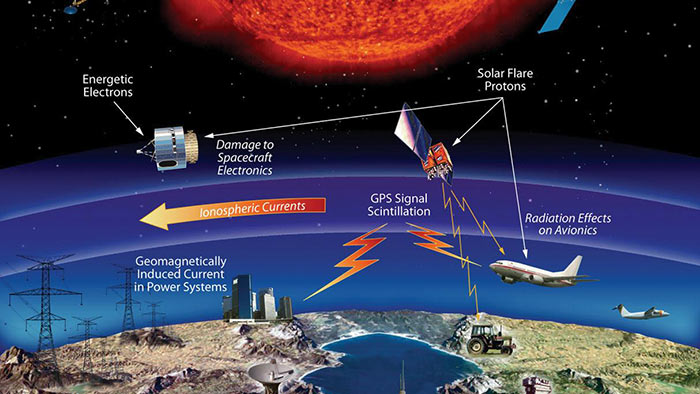 Energetic
Electrons
Solar Flare
Protons
Damage to
Spacecraft
Electronics
GPS Signal
Scintillation
Ionospheric Currents
Radiation Effects
on Avionics
Geomagnetically
Induced Current
in Power Systems